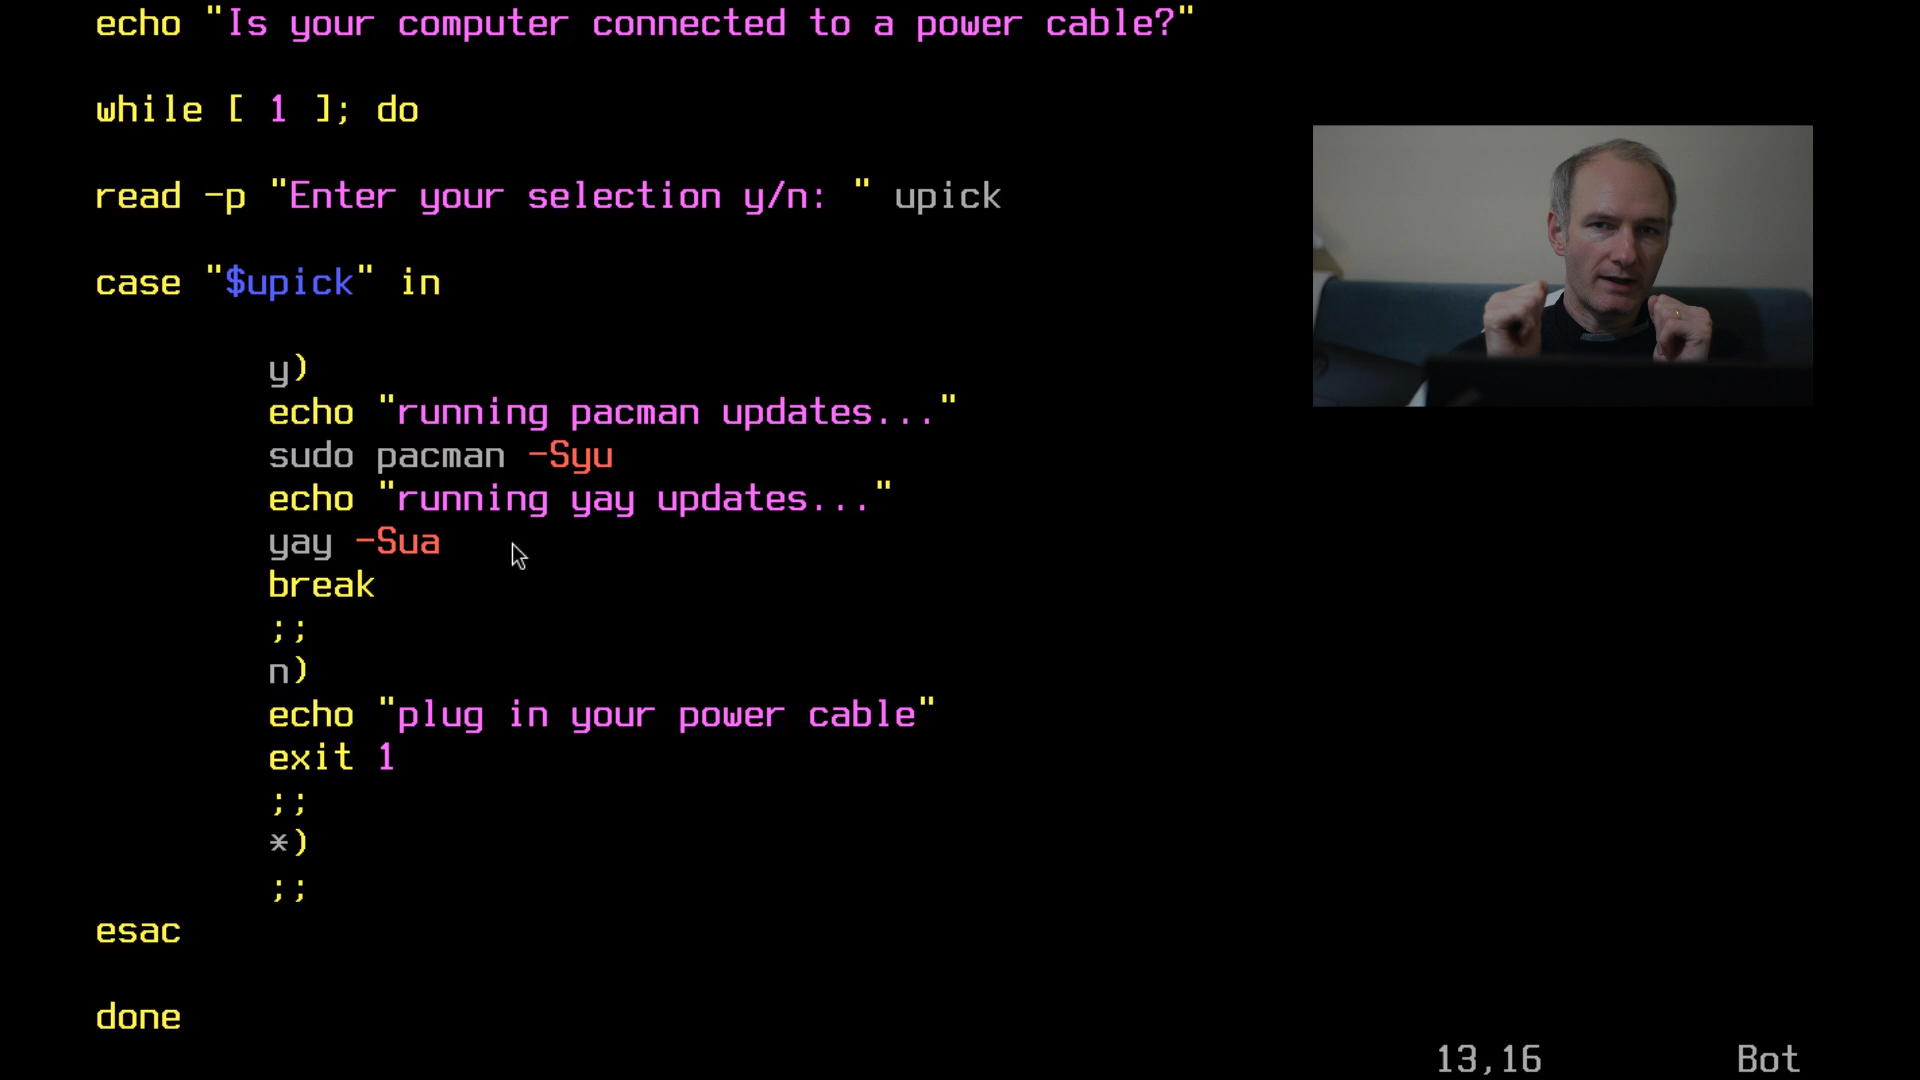 echo "Is your computer connected to a power cable?"
while [ 1 ]; do
read -p "Enter your selection y/n: " upick
case "$upick" in
y)
echo "running pacman updates..."
sudo pacman -Syu
echo "running yay updates..."
yay -Sua
break
;;
n)
echo "plug in your power cable"
exit 1
;;
*)
;;
esac
done
13,16 Bot